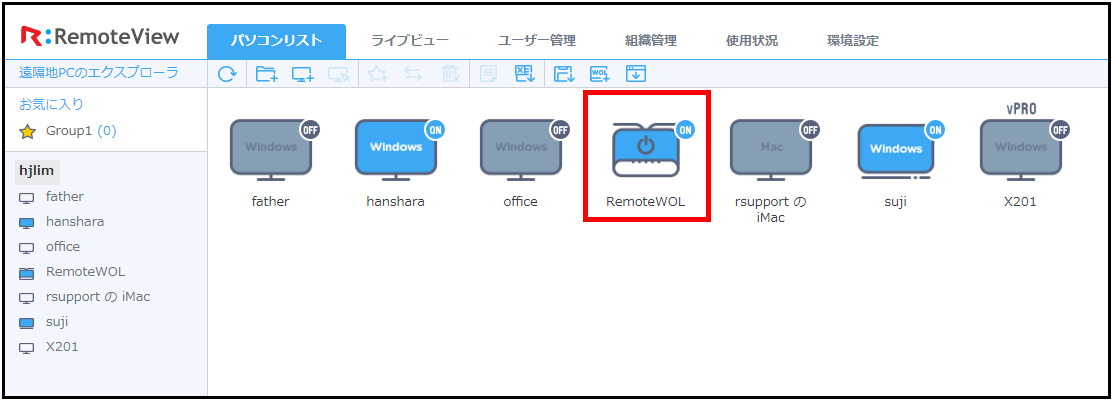 RemoteView
パソコンリスト
ライブビュー
ユーザー管理
組織管理
使用状況
環境設定
遠隔地PCのエクスプローラ
XE
WOL
お気に入り
Group1 (0)
hjlim
father
hanshara
office
RemoteWOL
rsupport の iMac
suji
X201
Windows OFF
father
Windows ON
hanshara
Windows OFF
office
ON
RemoteWOL
Mac OFF
rsupport の
iMac
Windows ON
suji
vPRO
Windows OFF
X201